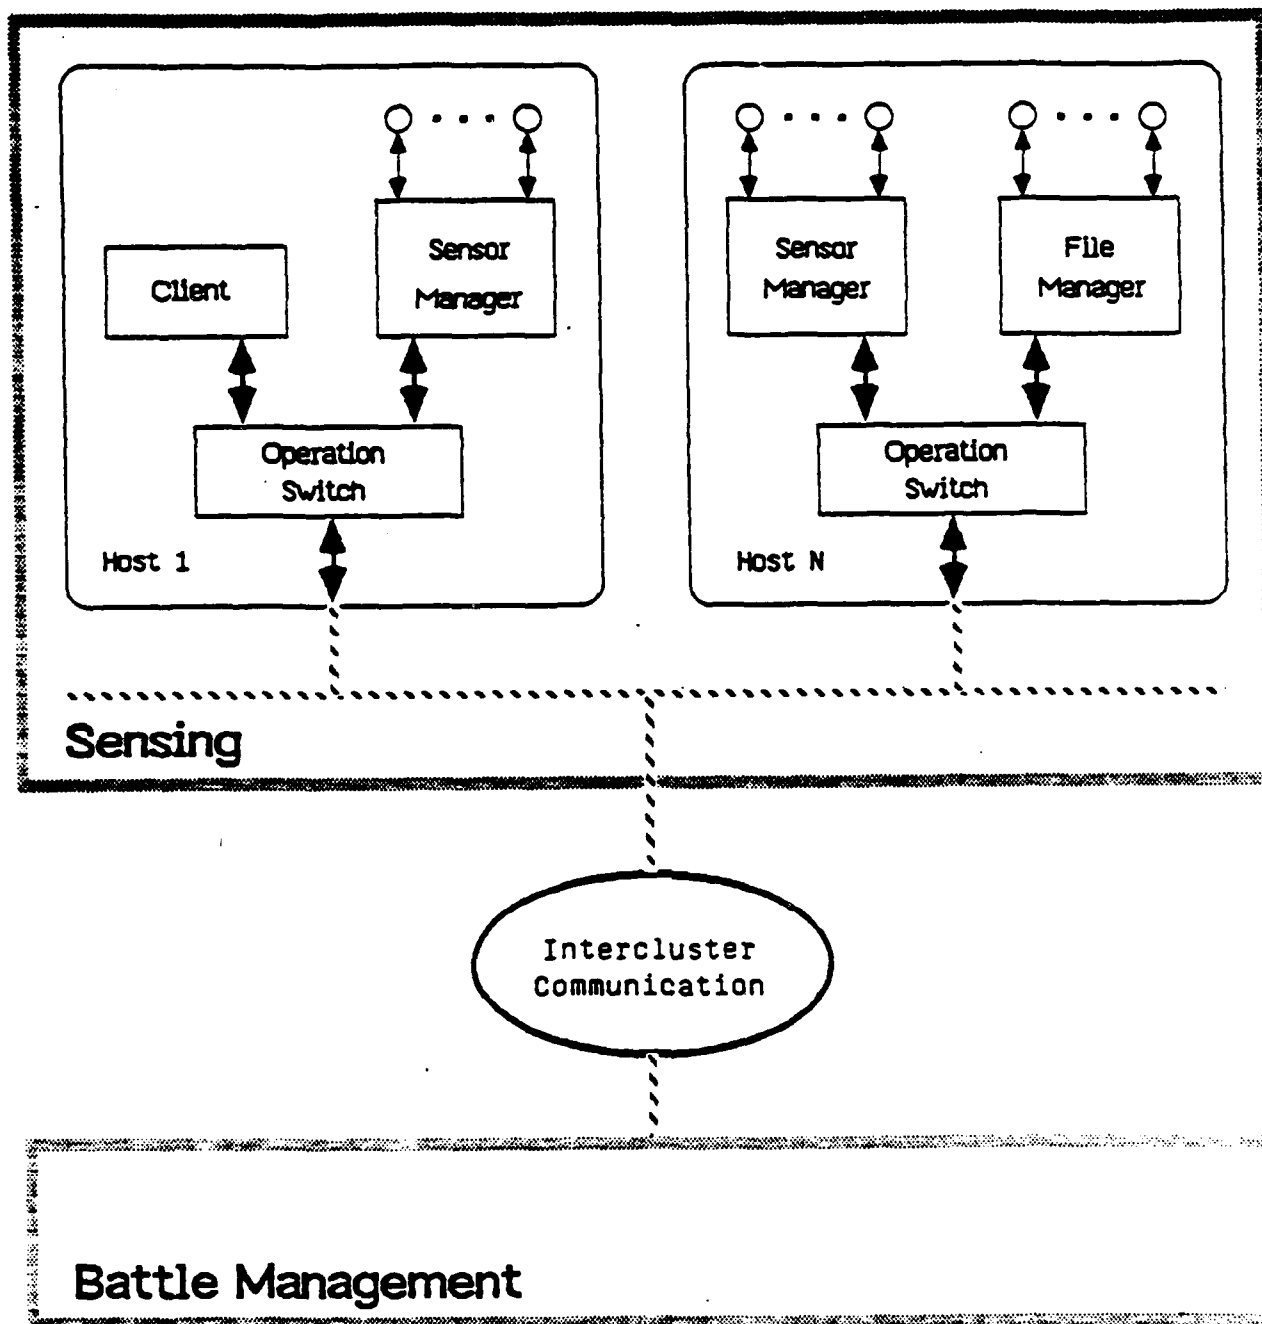 Client
Sensor
Manager
Operation
Switch
Host 1
Sensor
Manager
File
Manager
Operation
Switch
Host N
Sensing
Intercluster
Communication
Battle Management